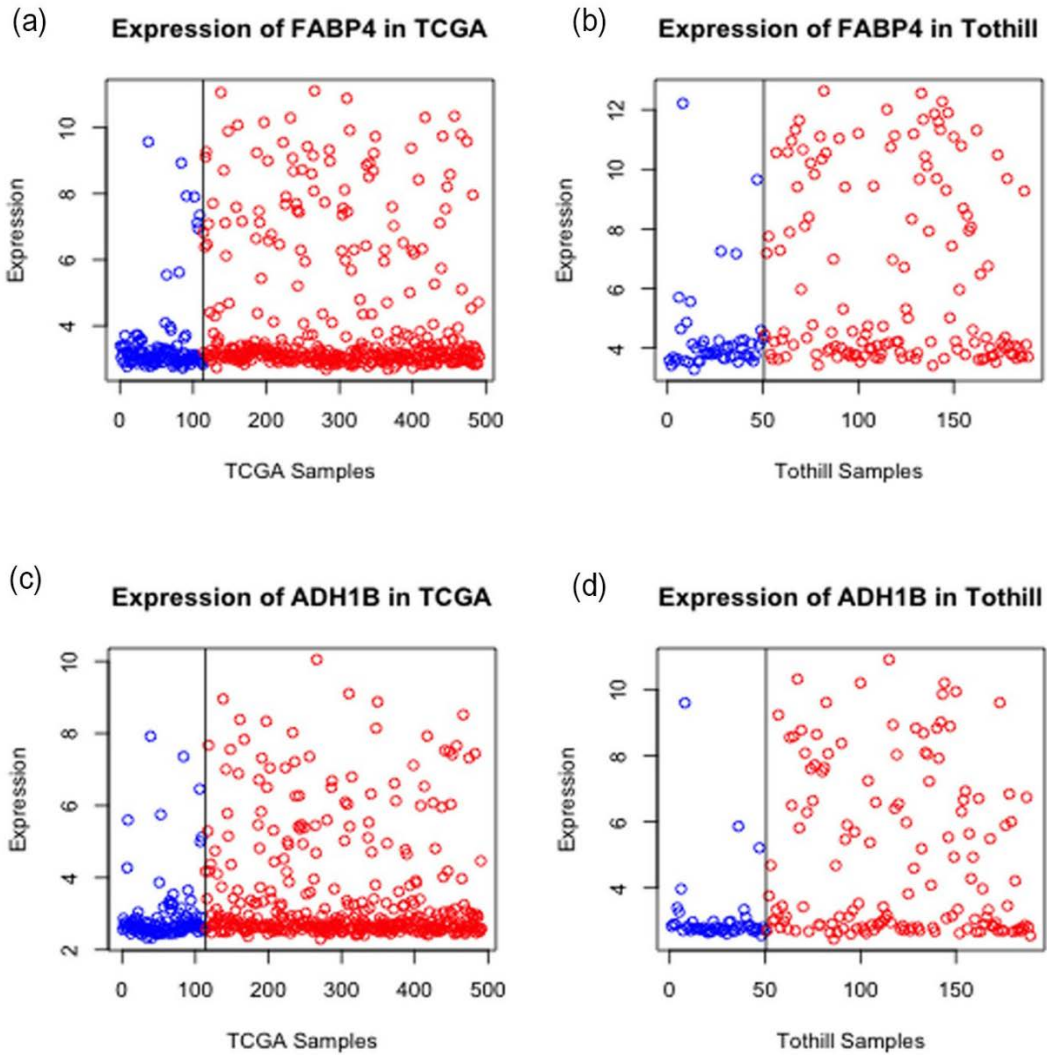 (a)
Expression of FABP4 in TCGA
Expression
10
8
6
4
0 100 200 300 400 500
TCGA Samples
(b)
Expression of FABP4 in Tothill
Expression
12
10
8
6
4
0 50 100 150
Tothill Samples
(c)
Expression of ADH1B in TCGA
Expression
10
8
6
4
2
0 100 200 300 400 500
TCGA Samples
(d)
Expression of ADH1B in Tothill
Expression
10
8
6
4
0 50 100 150
Tothill Samples